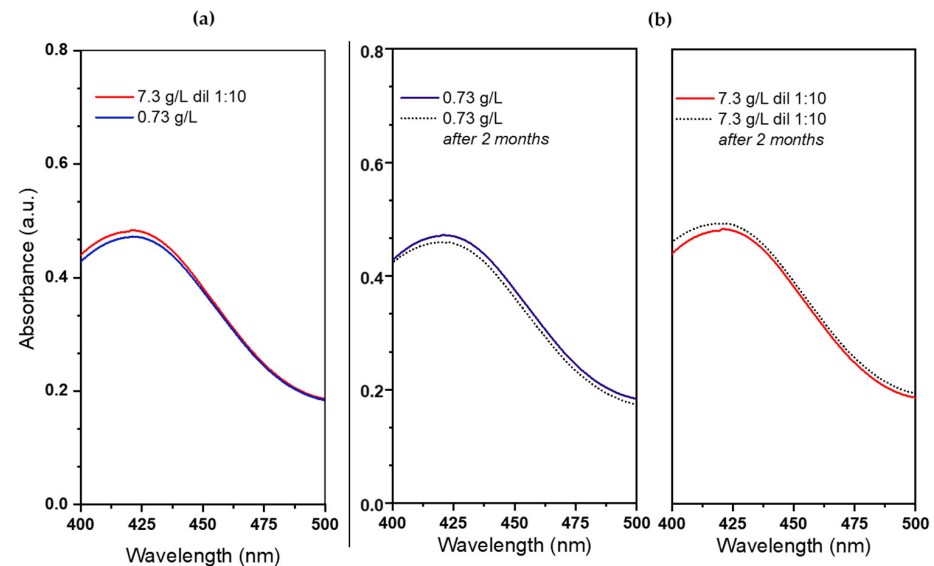 (a)
(b)
0.8
0.6
0.4
0.2
0.0
Absorbance (a.u.)
7.3 g/L dil 1:10
0.73 g/L
400
425
450
475
500
Wavelength (nm)
0.8
0.6
0.4
0.2
0.0
0.73 g/L
0.73 g/L
after 2 months
400
425
450
475
500
Wavelength (nm)
7.3 g/L dil 1:10
7.3 g/L dil 1:10
after 2 months
400
425
450
475
500
Wavelength (nm)